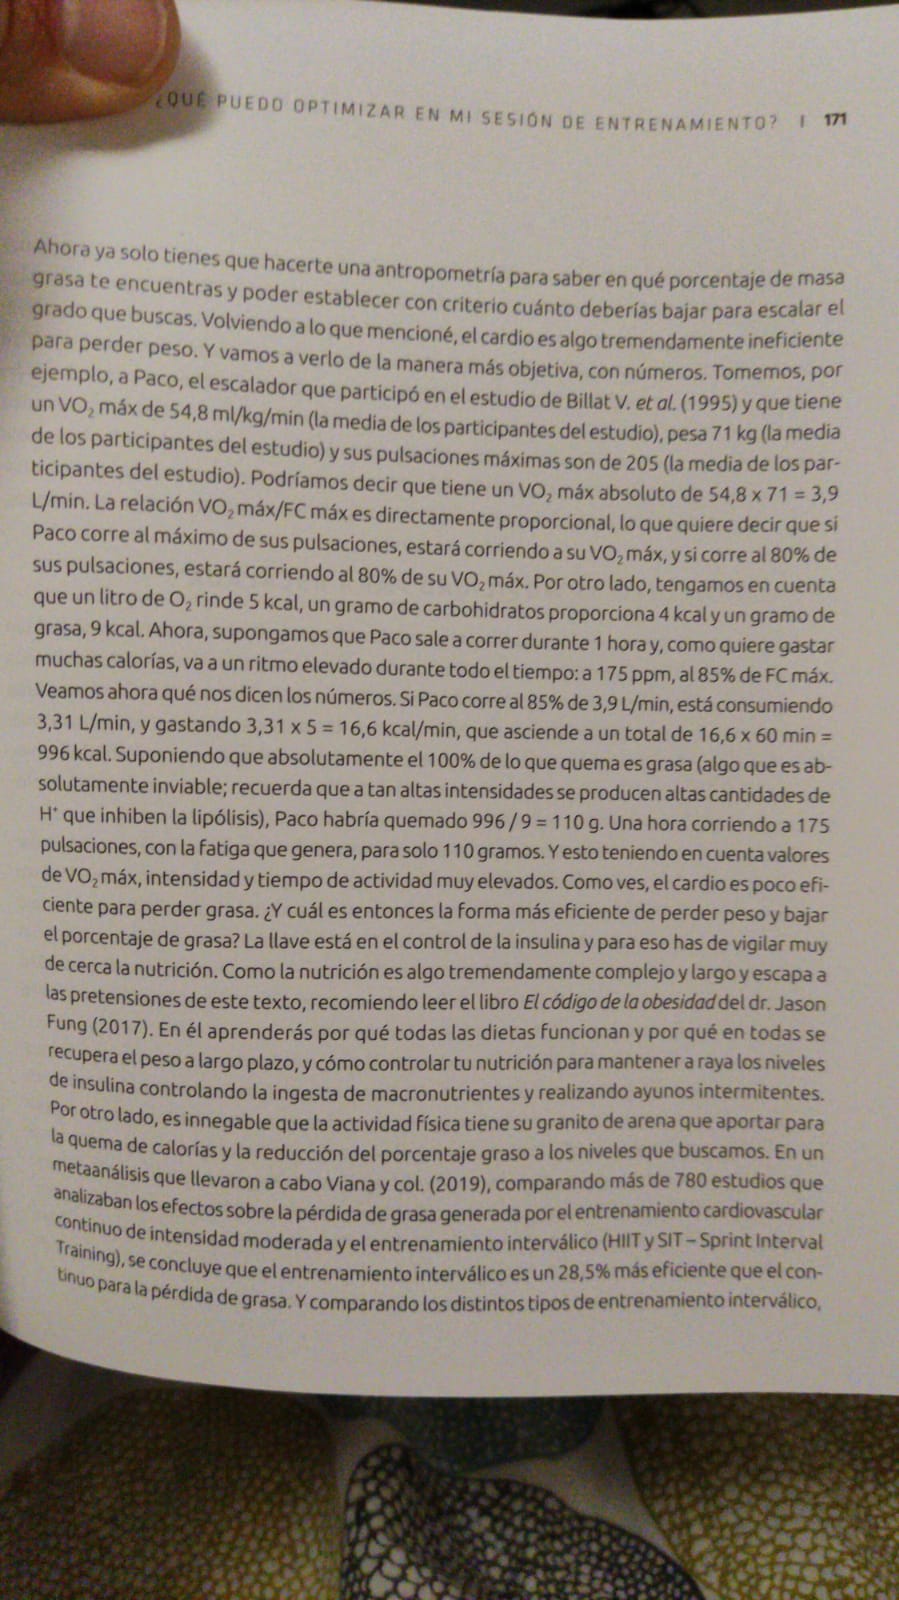 ¿QUÉ PUEDO OPTIMIZAR EN MI SESIÓN DE ENTRENAMIENTO? | 171
Ahora ya solo tienes que hacerte una antropometría para saber en qué porcentaje de masa
grasa te encuentras y poder establecer con criterio cuánto deberías bajar para escalar el
grado que buscas. Volviendo a lo que mencioné, el cardio es algo tremendamente ineficiente
para perder peso. Y vamos a verlo de la manera más objetiva, con números. Tomemos, por
ejemplo, a Paco, el escalador que participó en el estudio de Billat V. et al. (1995) y que tiene
un VO₂ máx de 54,8 ml/kg/min (la media de los participantes del estudio), pesa 71 kg (la media
de los participantes del estudio) y sus pulsaciones máximas son de 205 (la media de los par-
ticipantes del estudio). Podríamos decir que tiene un VO₂ máx absoluto de 54,8 x 71 = 3,9
L/min. La relación VO₂ máx/FC máx es directamente proporcional, lo que quiere decir que si
Paco corre al máximo de sus pulsaciones, estará corriendo a su VO₂ máx, y si corre al 80% de
sus pulsaciones, estará corriendo al 80% de su VO₂ máx. Por otro lado, tengamos en cuenta
que un litro de O₂ rinde 5 kcal, un gramo de carbohidratos proporciona 4 kcal y un gramo de
grasa, 9 kcal. Ahora, supongamos que Paco sale a correr durante 1 hora y, como quiere gastar
muchas calorías, va a un ritmo elevado durante todo el tiempo: a 175 ppm, al 85% de FC máx.
Veamos ahora qué nos dicen los números. Si Paco corre al 85% de 3,9 L/min, está consumiendo
3,31 L/min, y gastando 3,31 x 5 = 16,6 kcal/min, que asciende a un total de 16,6 x 60 min =
996 kcal. Suponiendo que absolutamente el 100% de lo que quema es grasa (algo que es ab-
solutamente inviable; recuerda que a tan altas intensidades se producen altas cantidades de
H⁺ que inhiben la lipólisis), Paco habría quemado 996 / 9 = 110 g. Una hora corriendo a 175
pulsaciones, con la fatiga que genera, para solo 110 gramos. Y esto teniendo en cuenta valores
de VO₂ máx, intensidad y tiempo de actividad muy elevados. Como ves, el cardio es poco efi-
ciente para perder grasa. ¿Y cuál es entonces la forma más eficiente de perder peso y bajar
el porcentaje de grasa? La llave está en el control de la insulina y para eso has de vigilar muy
de cerca la nutrición. Como la nutrición es algo tremendamente complejo y largo y escapa a
las pretensiones de este texto, recomiendo leer el libro El código de la obesidad del dr. Jason
Fung (2017). En él aprenderás por qué todas las dietas funcionan y por qué en todas se
recupera el peso a largo plazo, y cómo controlar tu nutrición para mantener a raya los niveles
de insulina controlando la ingesta de macronutrientes y realizando ayunos intermitentes.
Por otro lado, es innegable que la actividad física tiene su granito de arena que aportar para
la quema de calorías y la reducción del porcentaje graso a los niveles que buscamos. En un
metaanálisis que llevaron a cabo Viana y col. (2019), comparando más de 780 estudios que
analizaban los efectos sobre la pérdida de grasa generada por el entrenamiento cardiovascular
continuo de intensidad moderada y el entrenamiento interválico (HIIT y SIT – Sprint Interval
Training), se concluye que el entrenamiento interválico es un 28,5% más eficiente que el con-
tinuo para la pérdida de grasa. Y comparando los distintos tipos de entrenamiento interválico,